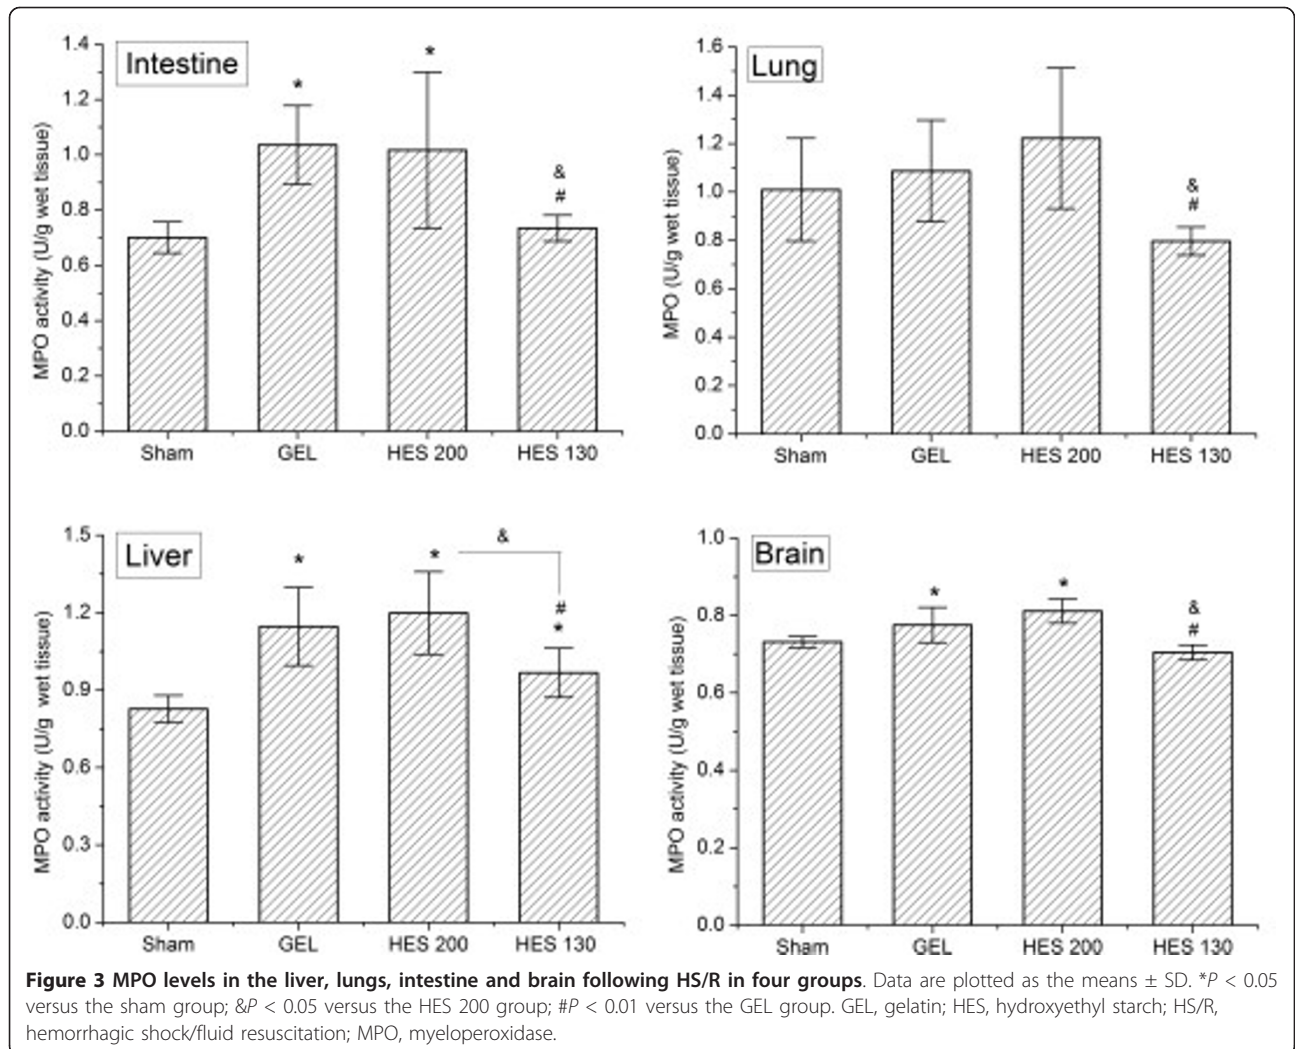 Intestine
MPO activity (U/g wet tissue)
1.4
1.2
1.0
0.8
0.6
0.4
0.2
0.0
*
*
&
#
Sham GEL HES 200 HES 130
Lung
MPO (U/g wet tissue)
1.6
1.4
1.2
1.0
0.8
0.6
0.4
0.2
0.0
&
#
Sham GEL HES 200 HES 130
Liver
MPO activity (U/g wet tissue)
1.5
1.2
0.9
0.6
0.3
0.0
*
*
&
#
*
Sham GEL HES 200 HES 130
Brain
MPO activity (U/g wet tissue)
1.0
0.8
0.6
0.4
0.2
0.0
*
*
&
#
Sham GEL HES 200 HES 130
Figure 3 MPO levels in the liver, lungs, intestine and brain following HS/R in four groups. Data are plotted as the means ± SD. *P < 0.05
versus the sham group; &P < 0.05 versus the HES 200 group; #P < 0.01 versus the GEL group. GEL, gelatin; HES, hydroxyethyl starch; HS/R,
hemorrhagic shock/fluid resuscitation; MPO, myeloperoxidase.